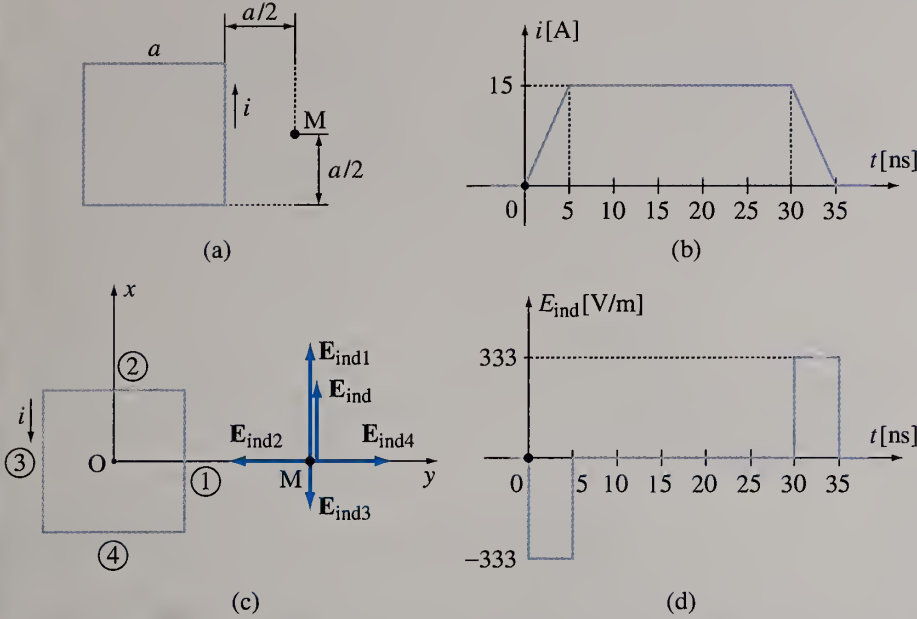 a/2
a
i
M
a/2
(a)
i[A]
15
t[ns]
0 5 10 15 20 25 30 35
(b)
x
②
E_ind1
E_ind
i
E_ind2 E_ind4
③ O
① M y
E_ind3
④
(c)
E_ind[V/m]
333
t[ns]
0 5 10 15 20 25 30 35
−333
(d)